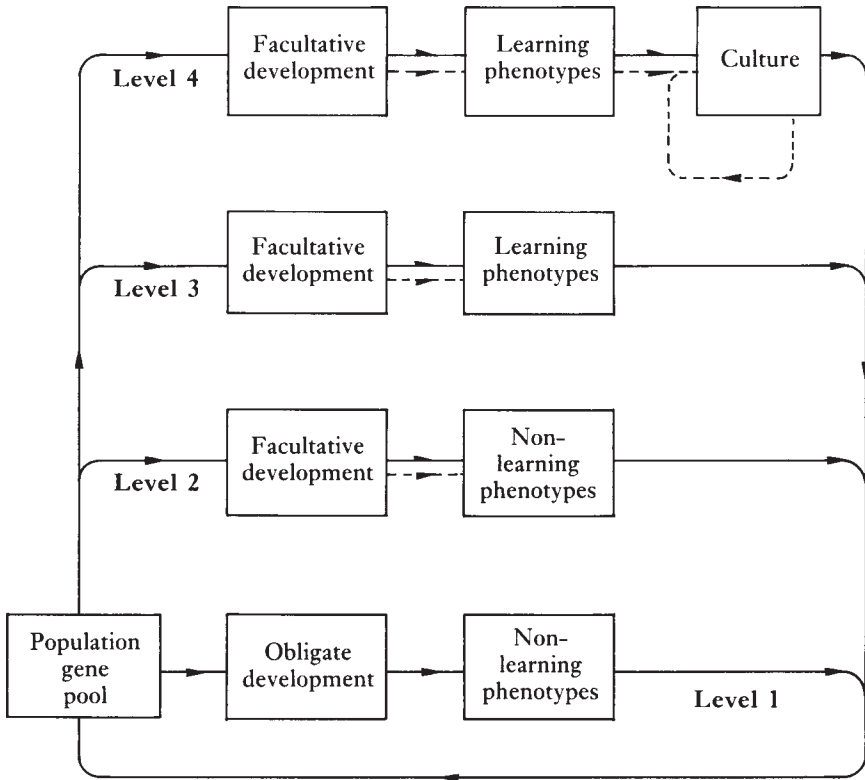 Facultative
development
Learning
phenotypes
Culture
Level 4
Facultative
development
Learning
phenotypes
Level 3
Facultative
development
Non-
learning
phenotypes
Level 2
Population
gene
pool
Obligate
development
Non-
learning
phenotypes
Level 1